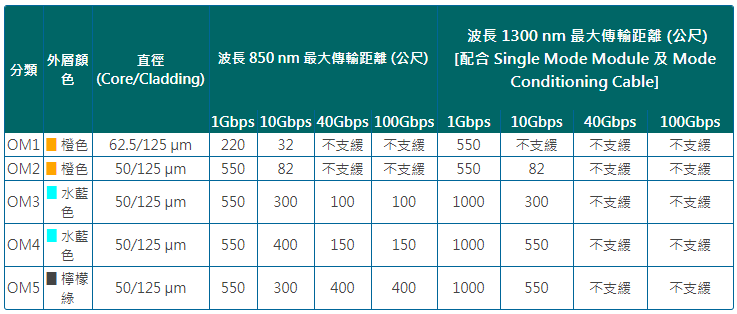 分類 外層顏色 直徑 (Core/Cladding) 波長 850 nm 最大傳輸距離 (公尺) 波長 1300 nm 最大傳輸距離 (公尺) [配合 Single Mode Module 及 Mode Conditioning Cable]
1Gbps 10Gbps 40Gbps 100Gbps 1Gbps 10Gbps 40Gbps 100Gbps
OM1 橙色 62.5/125 µm 220 32 不支緩 不支緩 550 不支緩 不支緩 不支緩
OM2 橙色 50/125 µm 550 82 不支緩 不支緩 550 82 不支緩 不支緩
OM3 水藍色 50/125 µm 550 300 100 100 1000 300 不支緩 不支緩
OM4 水藍色 50/125 µm 550 400 150 150 1000 550 不支緩 不支緩
OM5 檸檬綠 50/125 µm 550 300 400 400 1000 550 不支緩 不支緩